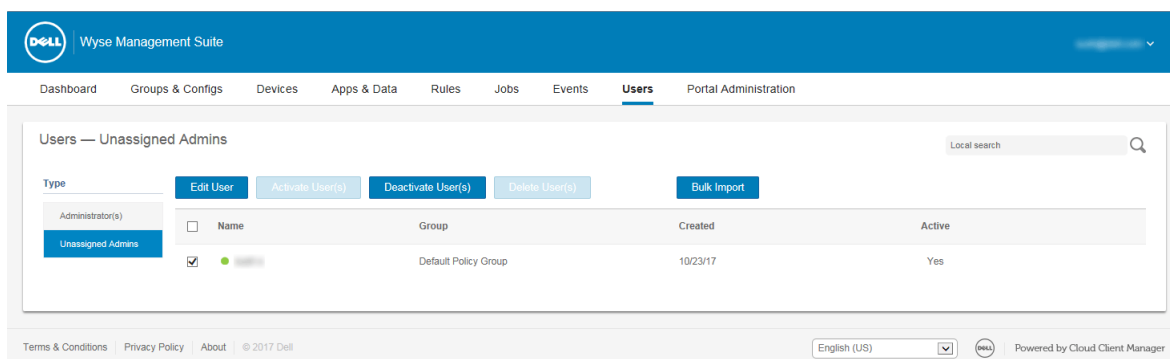 DELL Wyse Management Suite
Dashboard Groups & Configs Devices Apps & Data Rules Jobs Events Users Portal Administration
Users — Unassigned Admins
Local search
Type
Edit User Activate User(s) Deactivate User(s) Delete User(s) Bulk Import
Administrator(s)
Unassigned Admins
Name Group Created Active
Default Policy Group 10/23/17 Yes
Terms & Conditions Privacy Policy About © 2017 Dell English (US) DELL Powered by Cloud Client Manager